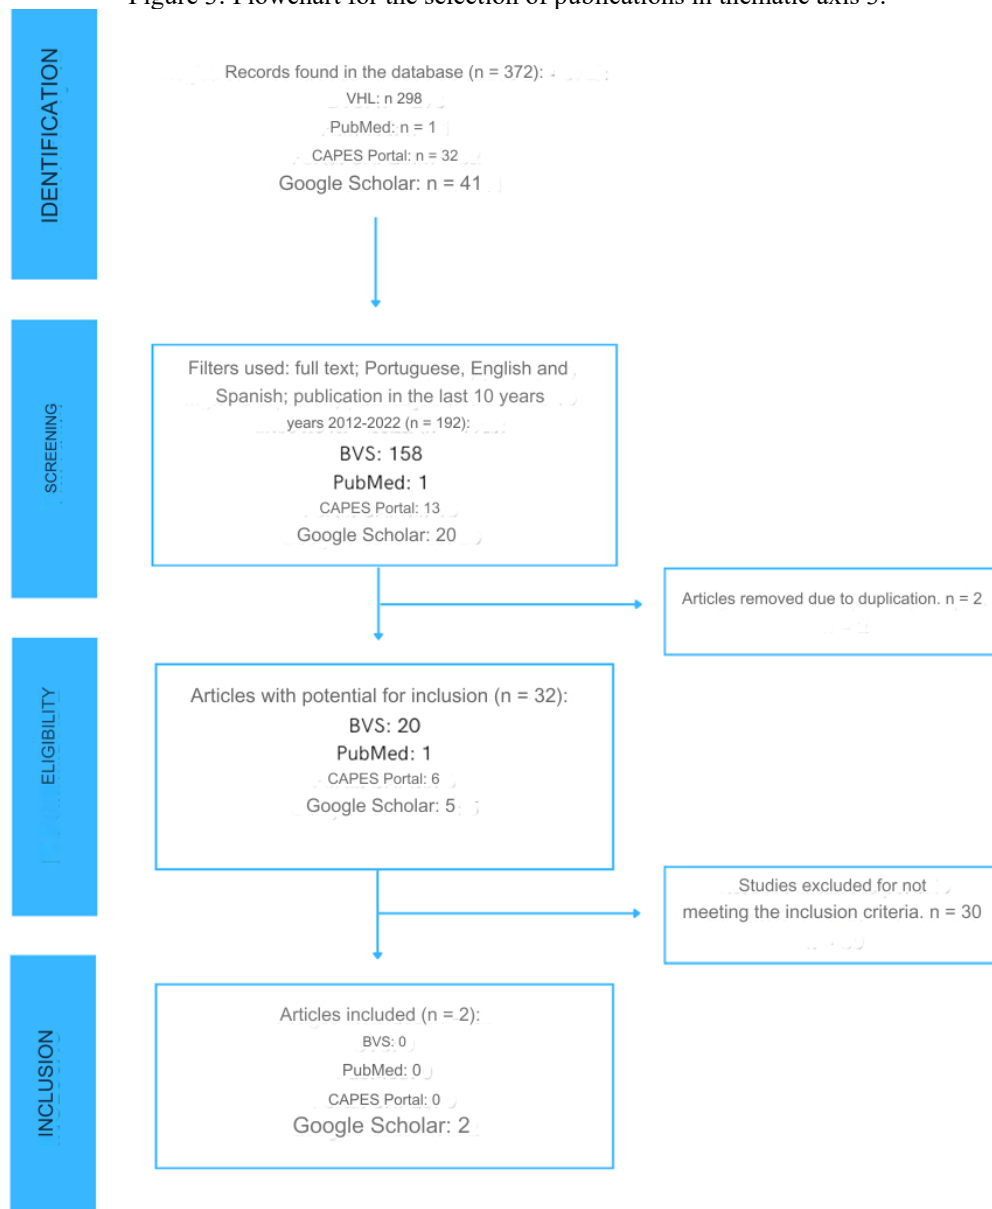 Figure 3. Flowchart for the selection of publications in thematic axis 3.
IDENTIFICATION
Records found in the database (n = 372):
VHL: n 298
PubMed: n = 1
CAPES Portal: n = 32
Google Scholar: n = 41
SCREENING
Filters used: full text; Portuguese, English and
Spanish; publication in the last 10 years
years 2012-2022 (n = 192):
BVS: 158
PubMed: 1
CAPES Portal: 13
Google Scholar: 20
Articles removed due to duplication. n = 2
ELIGIBILITY
Articles with potential for inclusion (n = 32):
BVS: 20
PubMed: 1
CAPES Portal: 6
Google Scholar: 5
Studies excluded for not
meeting the inclusion criteria. n = 30
INCLUSION
Articles included (n = 2):
BVS: 0
PubMed: 0
CAPES Portal: 0
Google Scholar: 2